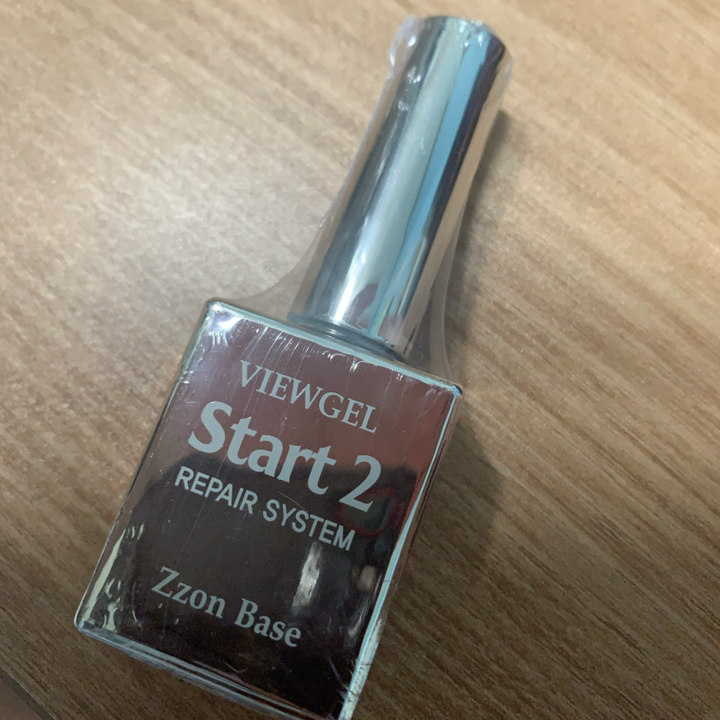 VIEWGEL
Start 2
REPAIR SYSTEM
Zzon Base